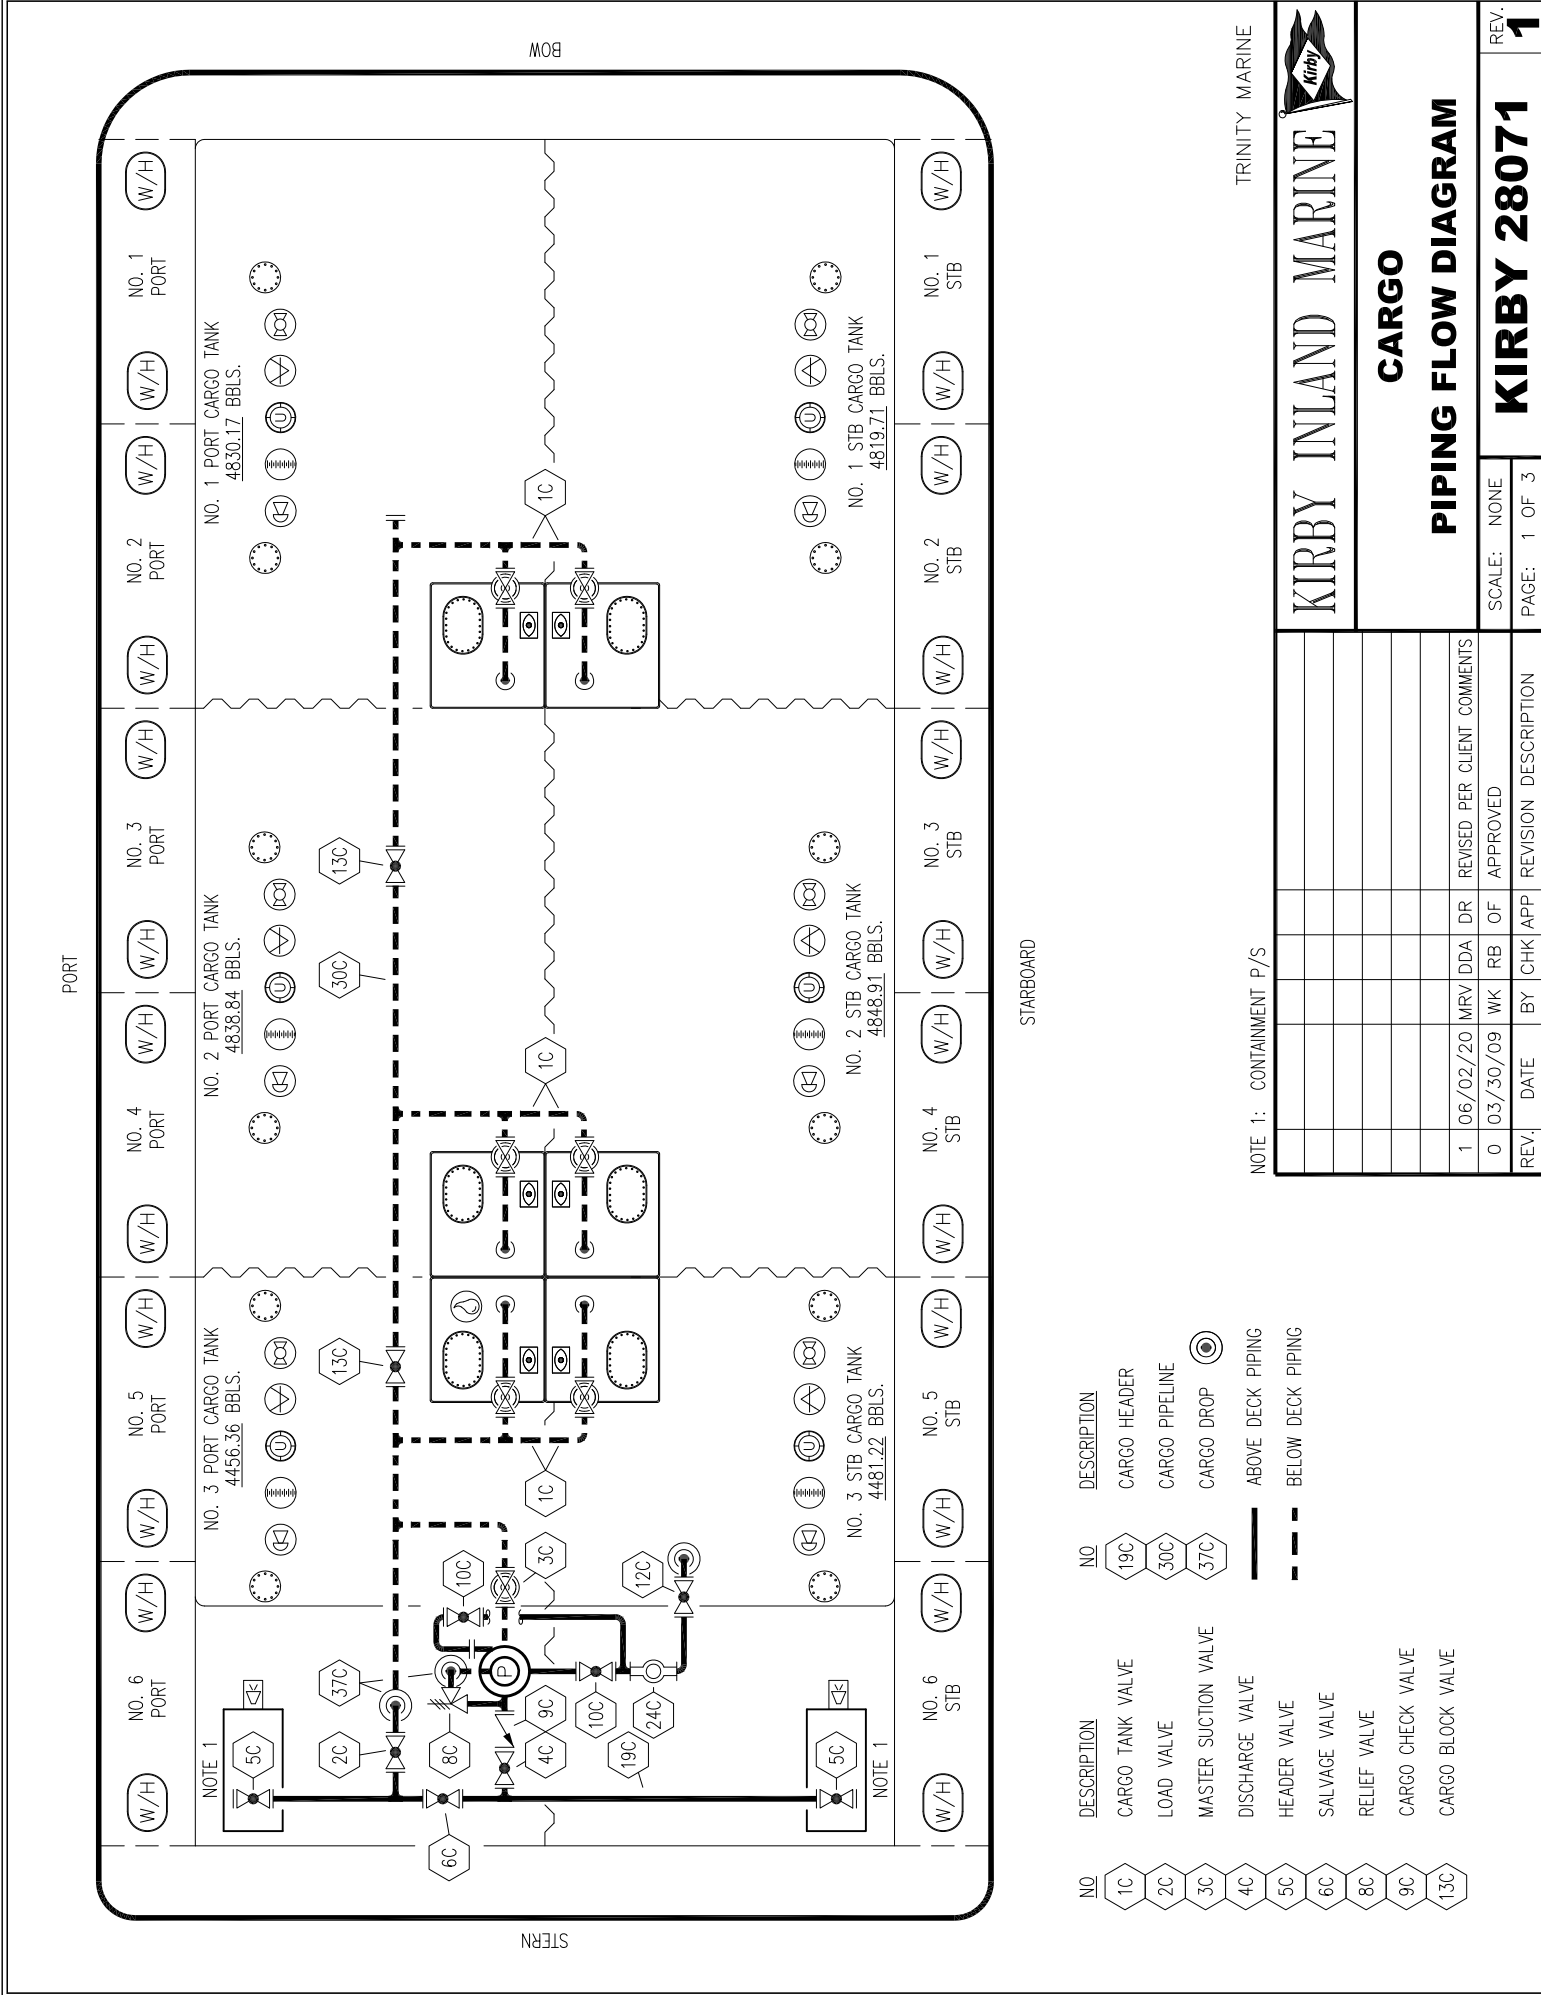 PORT
BOW
STERN
STARBOARD
W/H
W/H
NO. 6
PORT
W/H
W/H
NO. 5
PORT
W/H
W/H
NO. 4
PORT
W/H
W/H
NO. 3
PORT
W/H
W/H
NO. 2
PORT
W/H
W/H
NO. 1
PORT
NO. 3 PORT CARGO TANK
4456.36 BBLS.
NO. 2 PORT CARGO TANK
4838.84 BBLS.
NO. 1 PORT CARGO TANK
4830.17 BBLS.
U
U
U
NOTE 1
5C
2C
37C
13C
30C
13C
6C
8C
P
10C
9C
4C
3C
1C
1C
1C
10C
24C
12C
19C
5C
NOTE 1
U
U
U
NO. 3 STB CARGO TANK
4481.22 BBLS.
NO. 2 STB CARGO TANK
4848.91 BBLS.
NO. 1 STB CARGO TANK
4819.71 BBLS.
W/H
NO. 6
STB
W/H
W/H
NO. 5
STB
W/H
W/H
NO. 4
STB
W/H
W/H
NO. 3
STB
W/H
W/H
NO. 2
STB
W/H
W/H
NO. 1
STB
W/H
NO DESCRIPTION
1C CARGO TANK VALVE
2C LOAD VALVE
3C MASTER SUCTION VALVE
4C DISCHARGE VALVE
5C HEADER VALVE
6C SALVAGE VALVE
8C RELIEF VALVE
9C CARGO CHECK VALVE
13C CARGO BLOCK VALVE
NO DESCRIPTION
19C CARGO HEADER
30C CARGO PIPELINE
37C CARGO DROP
ABOVE DECK PIPING
BELOW DECK PIPING
NOTE 1: CONTAINMENT P/S
TRINITY MARINE
1 06/02/20 MRV DDA DR REVISED PER CLIENT COMMENTS
0 03/30/09 WK RB OF APPROVED
REV. DATE BY CHK APP REVISION DESCRIPTION
KIRBY INLAND MARINE
Kirby
CARGO
PIPING FLOW DIAGRAM
SCALE: NONE
PAGE: 1 OF 3
KIRBY 28071
REV.
1